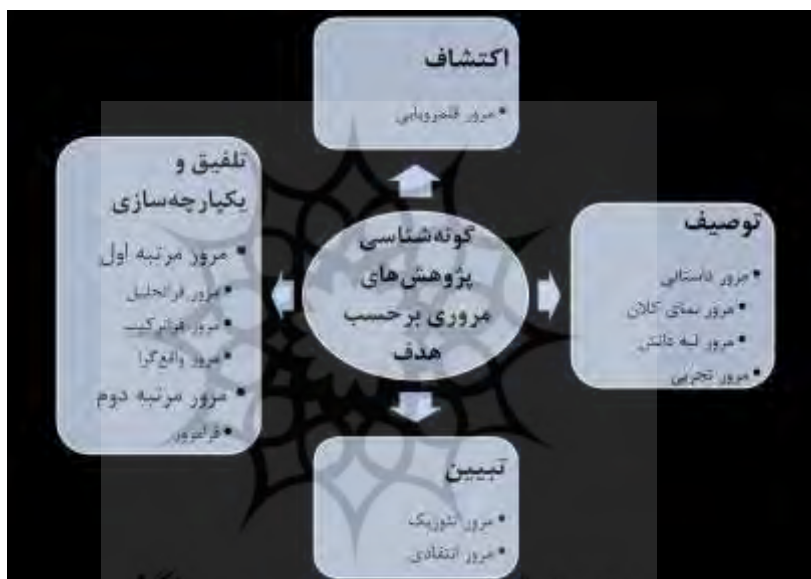 اکتشاف
▪ مرور قلمرویابی
تلفیق و
یکپارچه‌سازی
▪ مرور مرتبه اول
▪ مرور فراتحلیل
▪ مرور فراترکیب
▪ مرور واقع‌گرا
▪ مرور مرتبه دوم
▪ فرامرور
گونه‌شناسی
پژوهش‌های
مروری برحسب
هدف
توصیف
▪ مرور داستانی
▪ مرور نمای کلان
▪ مرور لبه دانش
▪ مرور تجربی
تبیین
▪ مرور تئوریک
▪ مرور انتقادی